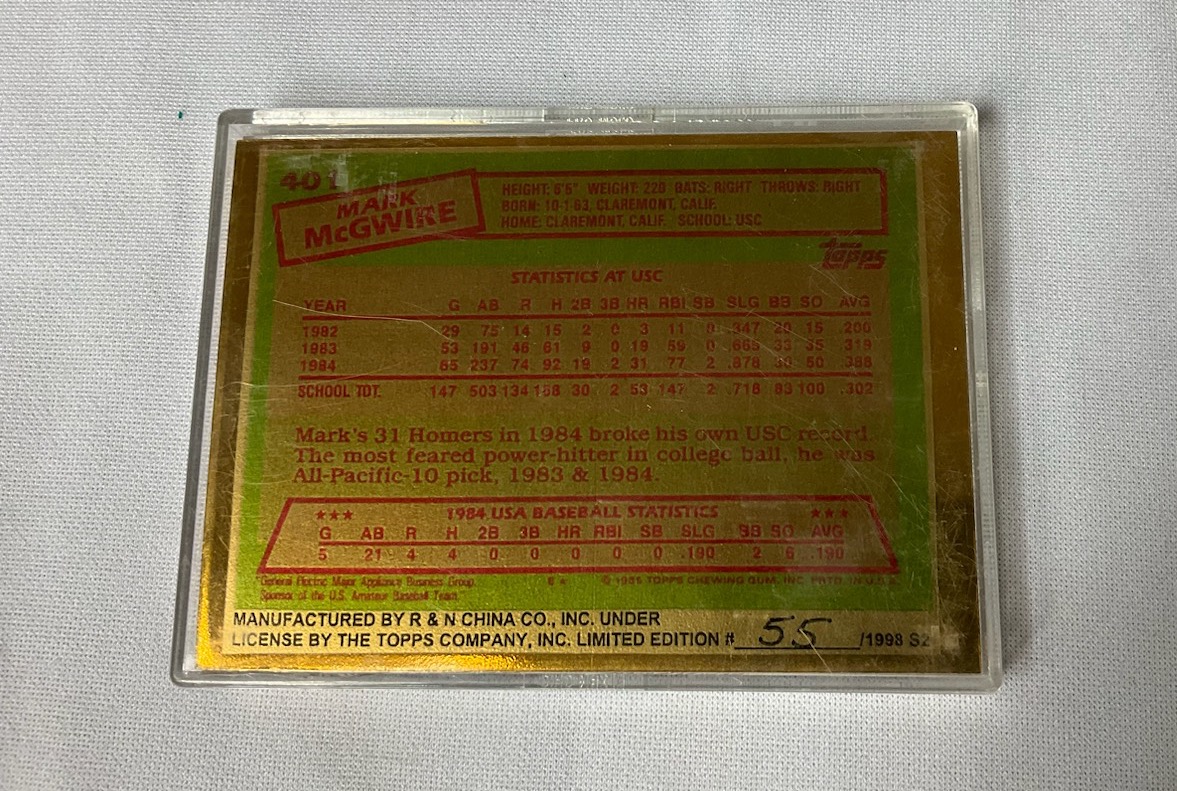 401
MARK
McGWIRE
HEIGHT: 6'5" WEIGHT: 220 BATS: RIGHT THROWS: RIGHT
BORN: 10-1-63, CLAREMONT, CALIF.
HOME: CLAREMONT, CALIF. SCHOOL: USC
topps
STATISTICS AT USC
YEAR G AB R H 2B 3B HR RBI SB SLG BB SO AVG
1982 29 75 14 15 2 0 3 11 0 .347 20 15 .200
1983 53 191 46 61 9 0 19 59 0 .665 33 35 .319
1984 65 237 74 92 19 2 31 77 2 .878 30 50 .388
SCHOOL TOT. 147 503 134 168 30 2 53 147 2 .718 83 100 .302
Mark's 31 Homers in 1984 broke his own USC record.
The most feared power-hitter in college ball, he was
All-Pacific-10 pick, 1983 & 1984.
★★★ 1984 USA BASEBALL STATISTICS ★★★
G AB R H 2B 3B HR RBI SB SLG BB SO AVG
5 21 4 4 0 0 0 0 0 .190 2 6 .190
*General Electric Major Appliance Business Group. © 1985 TOPPS CHEWING GUM, INC. PRTD. IN U.S.A.
Sponsor of the U.S. Amateur Baseball Team.
MANUFACTURED BY R & N CHINA CO., INC. UNDER
LICENSE BY THE TOPPS COMPANY, INC. LIMITED EDITION # 55 /1998 S2